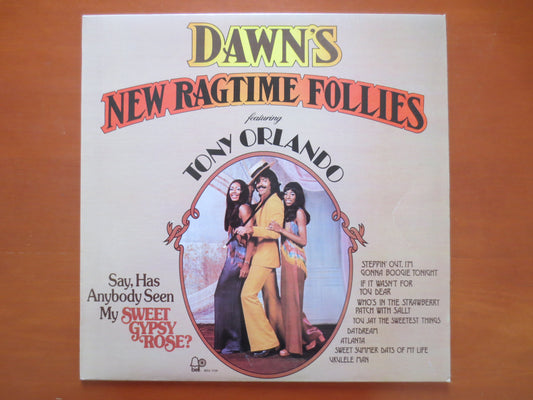 DAWN'S
NEW RAGTIME FOLLIES
featuring
TONY ORLANDO
Say, Has
Anybody Seen
My SWEET
GYPSY
ROSE?
STEPPIN' OUT, I'M
GONNA BOOGIE TONIGHT
IF IT WASN'T FOR
YOU DEAR
WHO'S IN THE STRAWBERRY
PATCH WITH SALLY
YOU SAY THE SWEETEST THINGS
DAYDREAM
ATLANTA
SWEET SUMMER DAYS OF MY LIFE
UKULELE MAN
bell